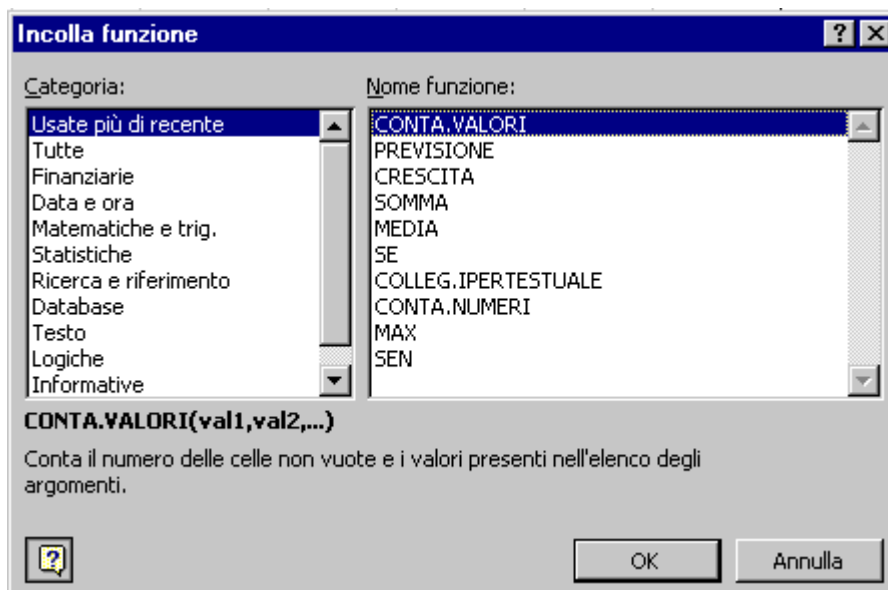 Incolla funzione
Categoria:
Nome funzione:
Usate più di recente
Tutte
Finanziarie
Data e ora
Matematiche e trig.
Statistiche
Ricerca e riferimento
Database
Testo
Logiche
Informative
CONTA.VALORI
PREVISIONE
CRESCITA
SOMMA
MEDIA
SE
COLLEG.IPERTESTUALE
CONTA.NUMERI
MAX
SEN
CONTA.VALORI(val1,val2,...)
Conta il numero delle celle non vuote e i valori presenti nell'elenco degli
argomenti.
OK
Annulla